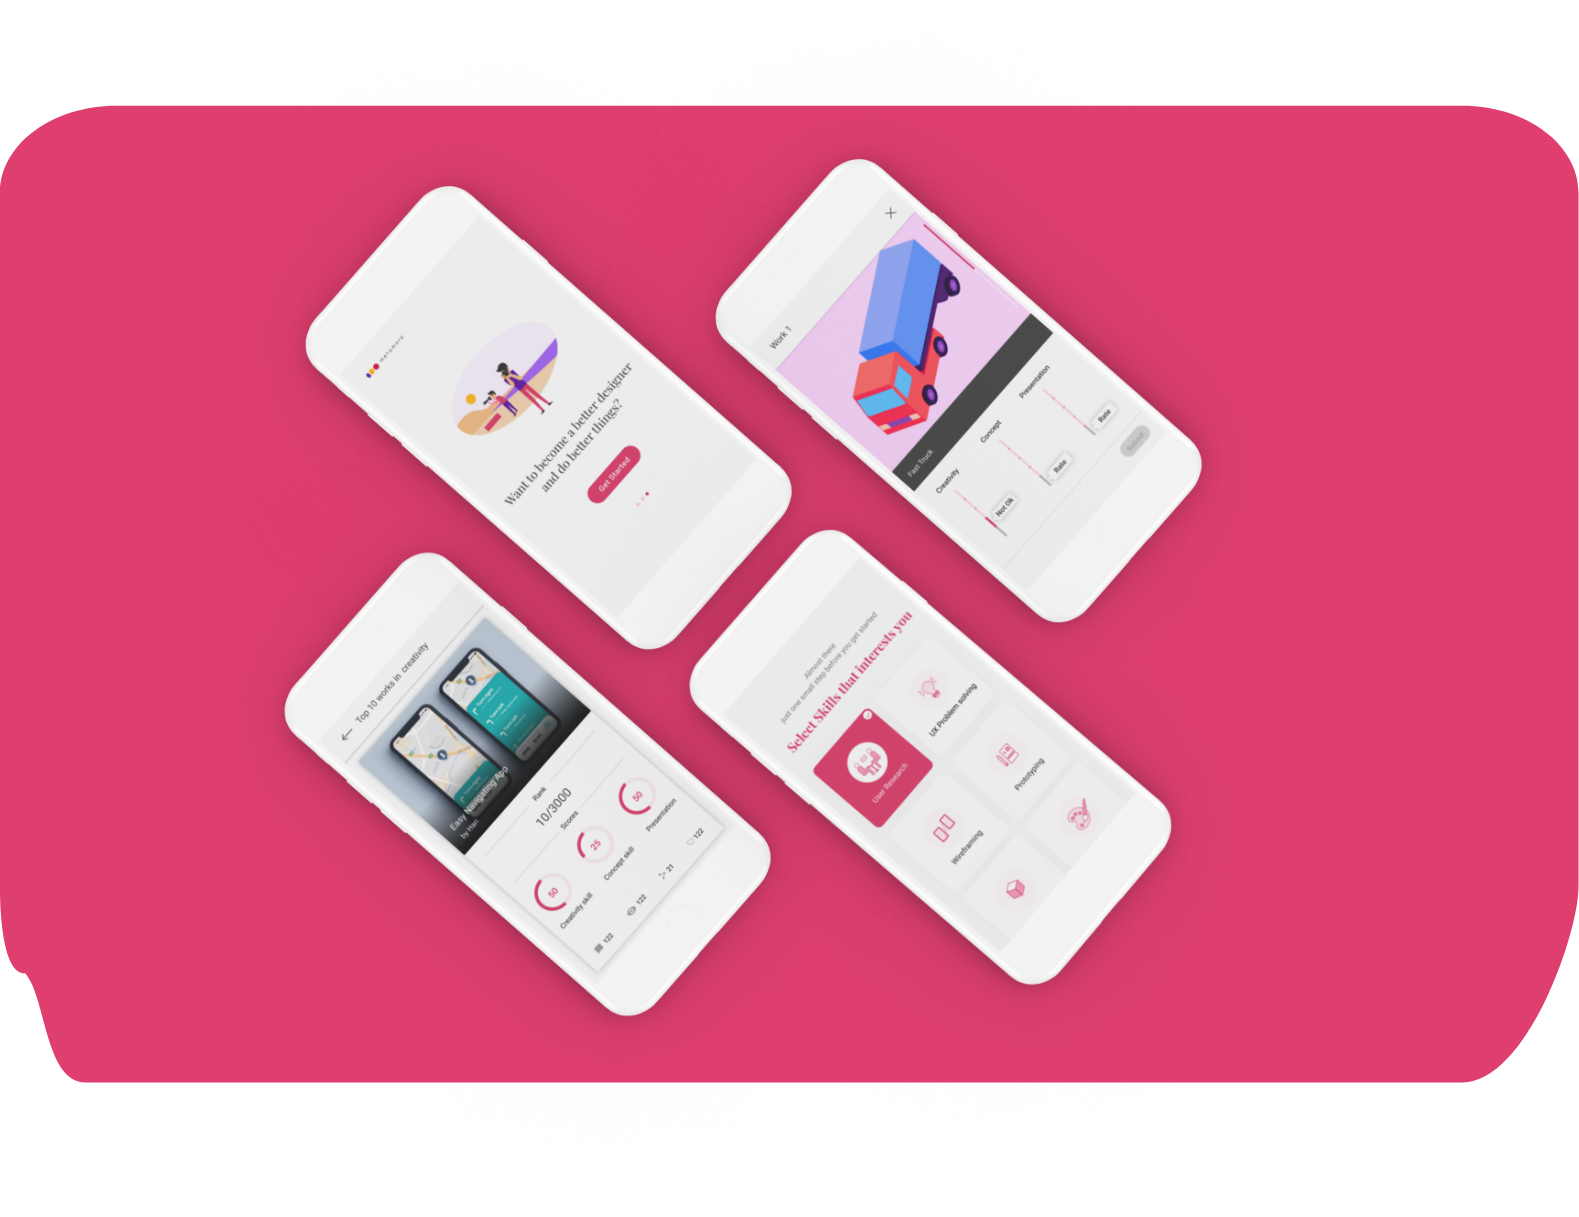 Want to become a better designer
and do better things?
Get Started
Work 1
Fast Truck
Creativity
Not Ok
Concept
Rate
Presentation
Rate
Submit
Top 10 works in creativity
Easy Navigating App
by Hari
Rank
10/3000
Scores
50
Creativity skill
25
Concept skill
50
Presentation
122
122
21
122
Almost there
just one small step before you get started
Select Skills that interests you
User Research
UX Problem solving
Wireframing
Prototyping